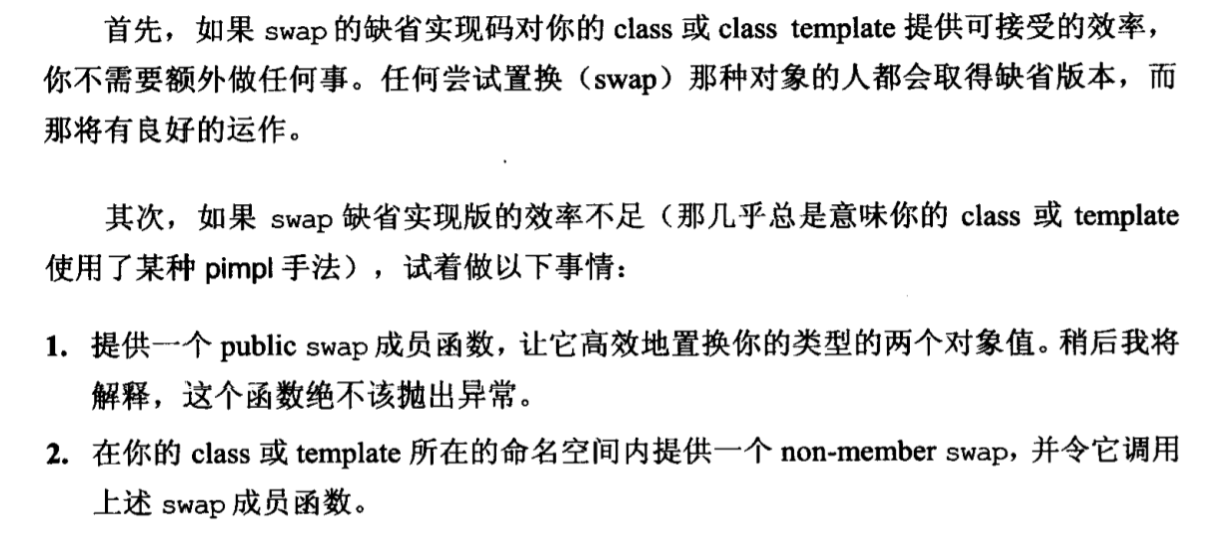 首先，如果 swap 的缺省实现码对你的 class 或 class template 提供可接受的效率，
你不需要额外做任何事。任何尝试置换（swap）那种对象的人都会取得缺省版本，而
那将有良好的运作。
其次，如果 swap 缺省实现版的效率不足（那几乎总是意味你的 class 或 template
使用了某种 pimpl 手法），试着做以下事情：
1. 提供一个 public swap 成员函数，让它高效地置换你的类型的两个对象值。稍后我将
解释，这个函数绝不该抛出异常。
2. 在你的 class 或 template 所在的命名空间内提供一个 non-member swap，并令它调用
上述 swap 成员函数。